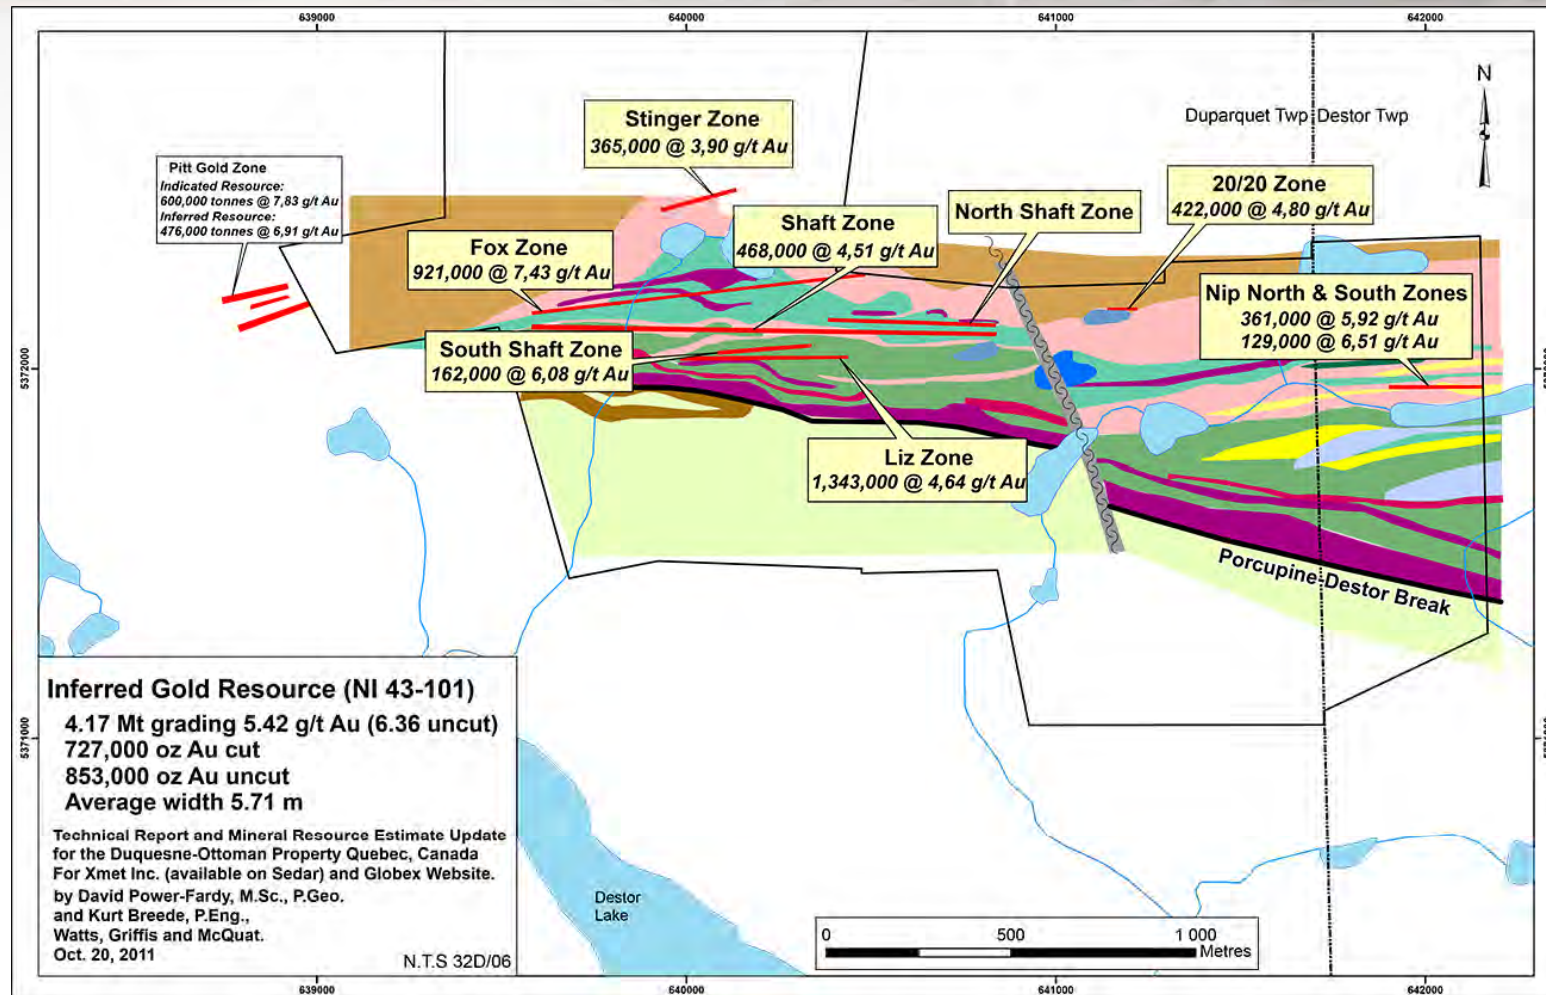 639000
640000
641000
642000
N
Duparquet Twp
Destor Twp
Stinger Zone
365,000 @ 3,90 g/t Au
Pitt Gold Zone
Indicated Resource:
600,000 tonnes @ 7,83 g/t Au
Inferred Resource:
476,000 tonnes @ 6,91 g/t Au
20/20 Zone
422,000 @ 4,80 g/t Au
North Shaft Zone
Shaft Zone
468,000 @ 4,51 g/t Au
Fox Zone
921,000 @ 7,43 g/t Au
Nip North & South Zones
361,000 @ 5,92 g/t Au
129,000 @ 6,51 g/t Au
South Shaft Zone
162,000 @ 6,08 g/t Au
5372000
Liz Zone
1,343,000 @ 4,64 g/t Au
Porcupine-Destor Break
Inferred Gold Resource (NI 43-101)
4.17 Mt grading 5.42 g/t Au (6.36 uncut)
727,000 oz Au cut
853,000 oz Au uncut
Average width 5.71 m
5371000
Technical Report and Mineral Resource Estimate Update
for the Duquesne-Ottoman Property Quebec, Canada
For Xmet Inc. (available on Sedar) and Globex Website.
by David Power-Fardy, M.Sc., P.Geo.
and Kurt Breede, P.Eng.,
Watts, Griffis and McQuat.
Oct. 20, 2011
N.T.S 32D/06
Destor
Lake
0
500
1 000
Metres
639000
640000
641000
642000